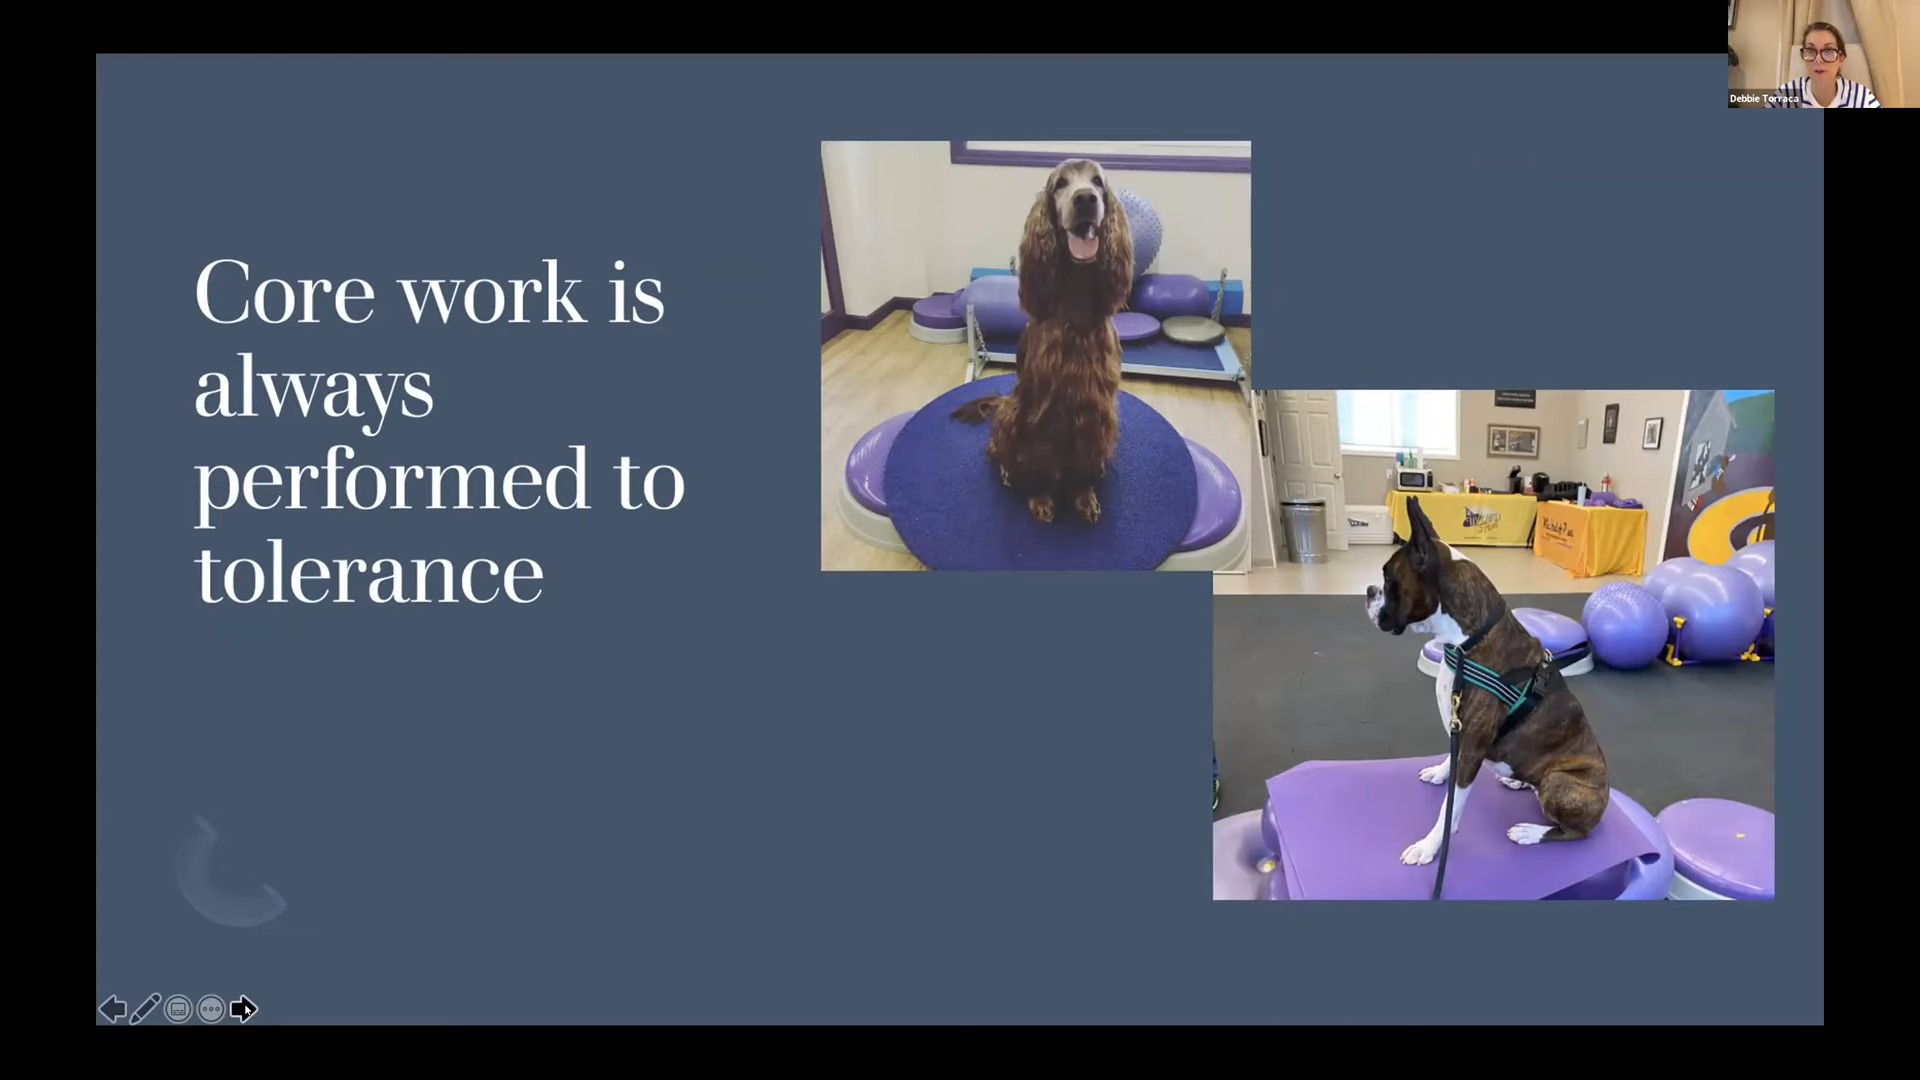 Debbie Torraca
Core work is
always
performed to
tolerance